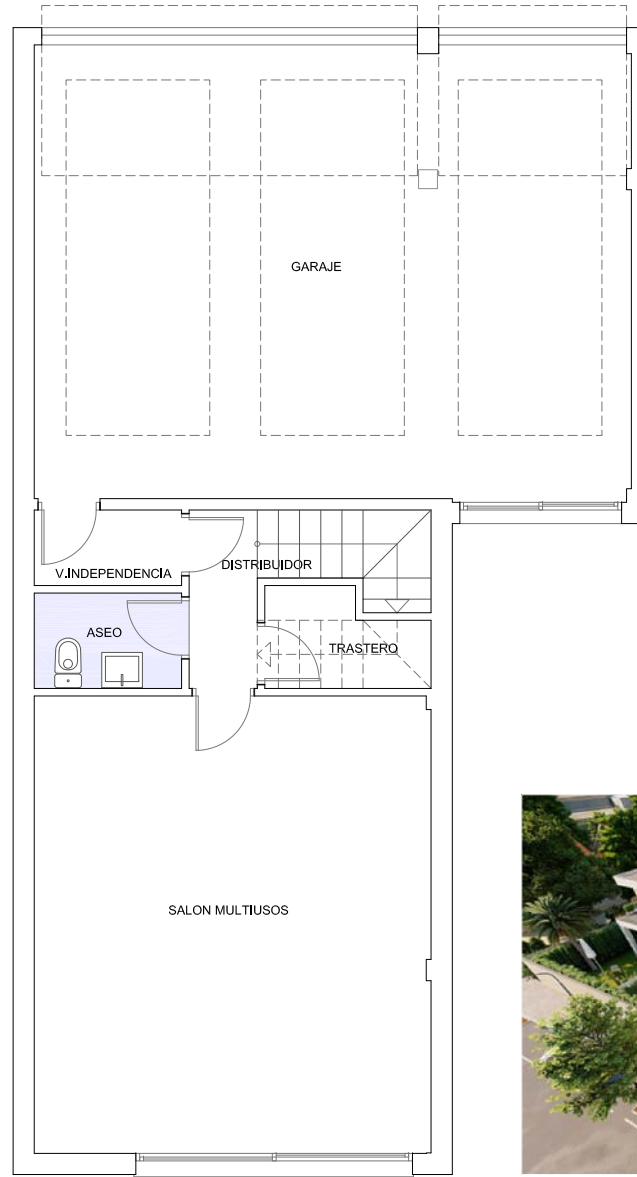 GARAJE
V.INDEPENDENCIA
DISTRIBUIDOR
ASEO
TRASTERO
SALON MULTIUSOS